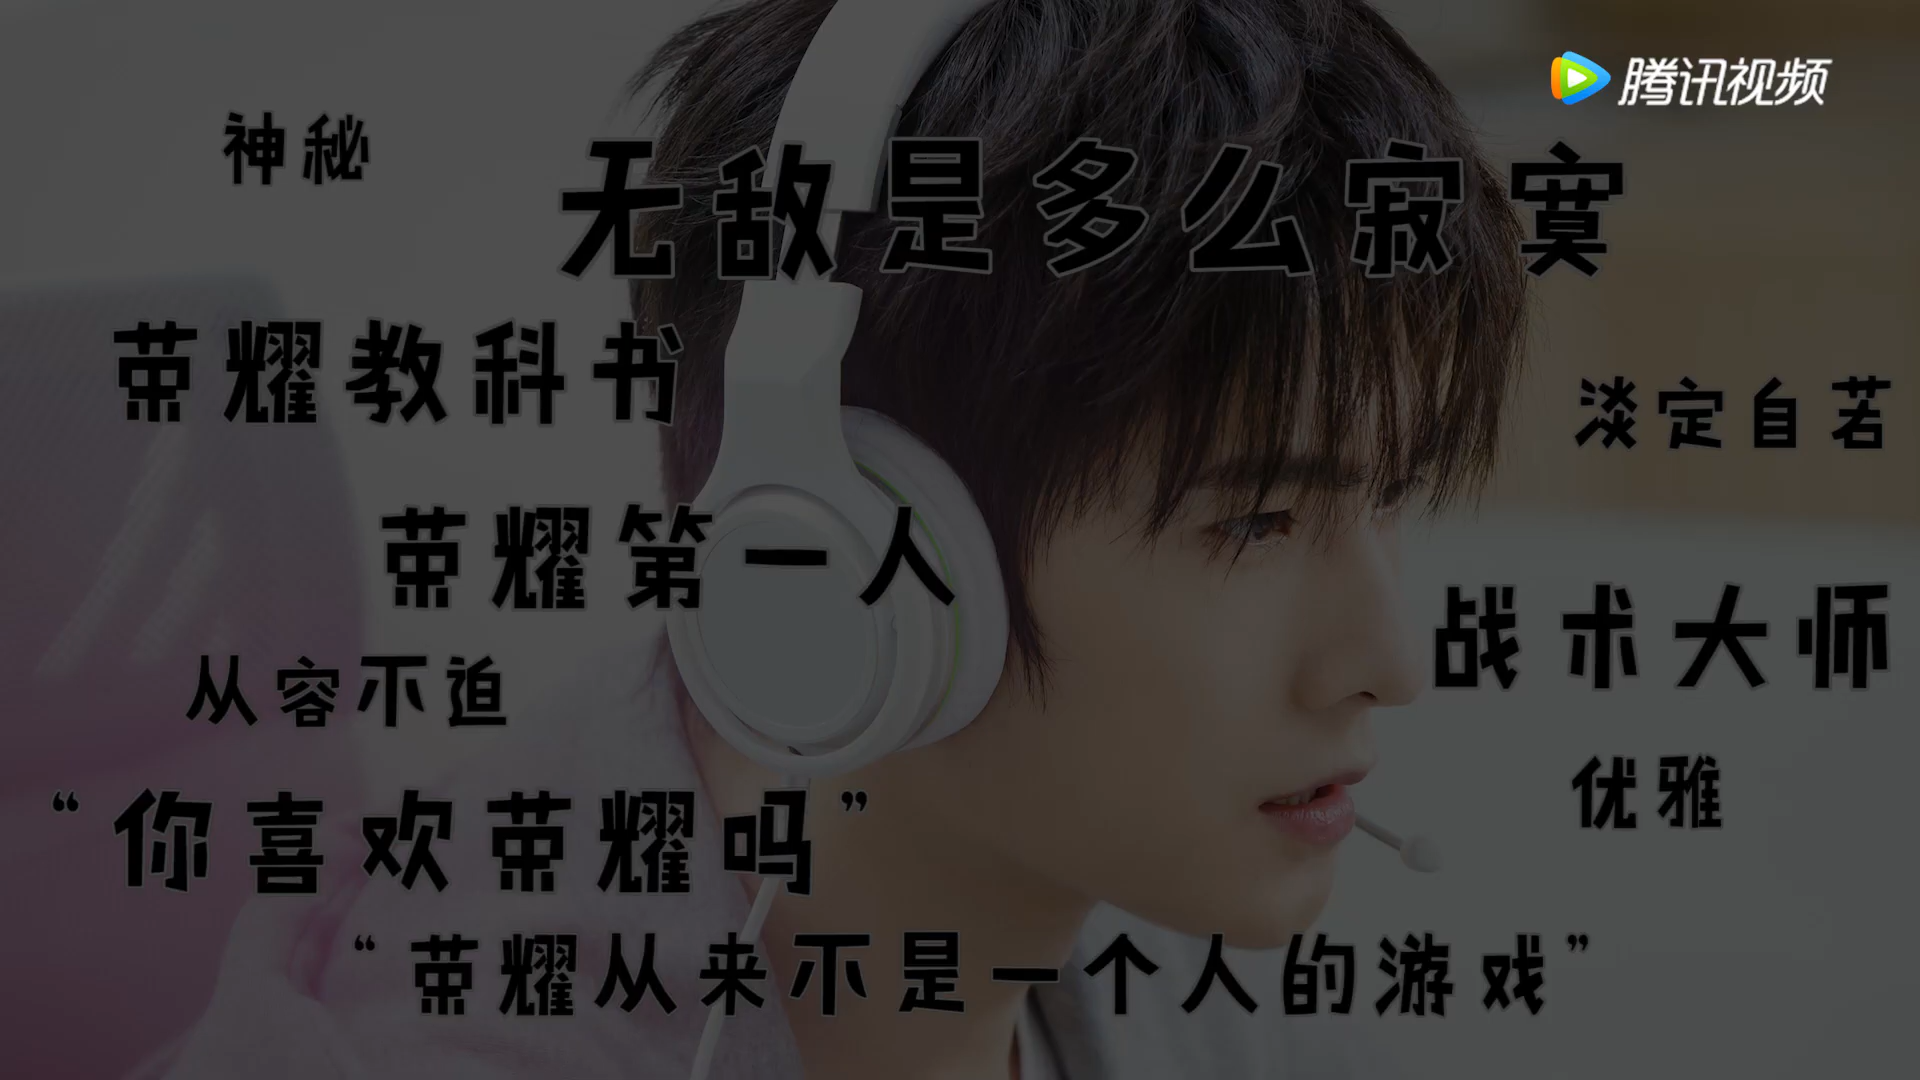 腾讯视频
神秘
无敌是多么寂寞
荣耀教科书
淡定自若
荣耀第一人
战术大师
从容不迫
优雅
“你喜欢荣耀吗”
“荣耀从来不是一个人的游戏”